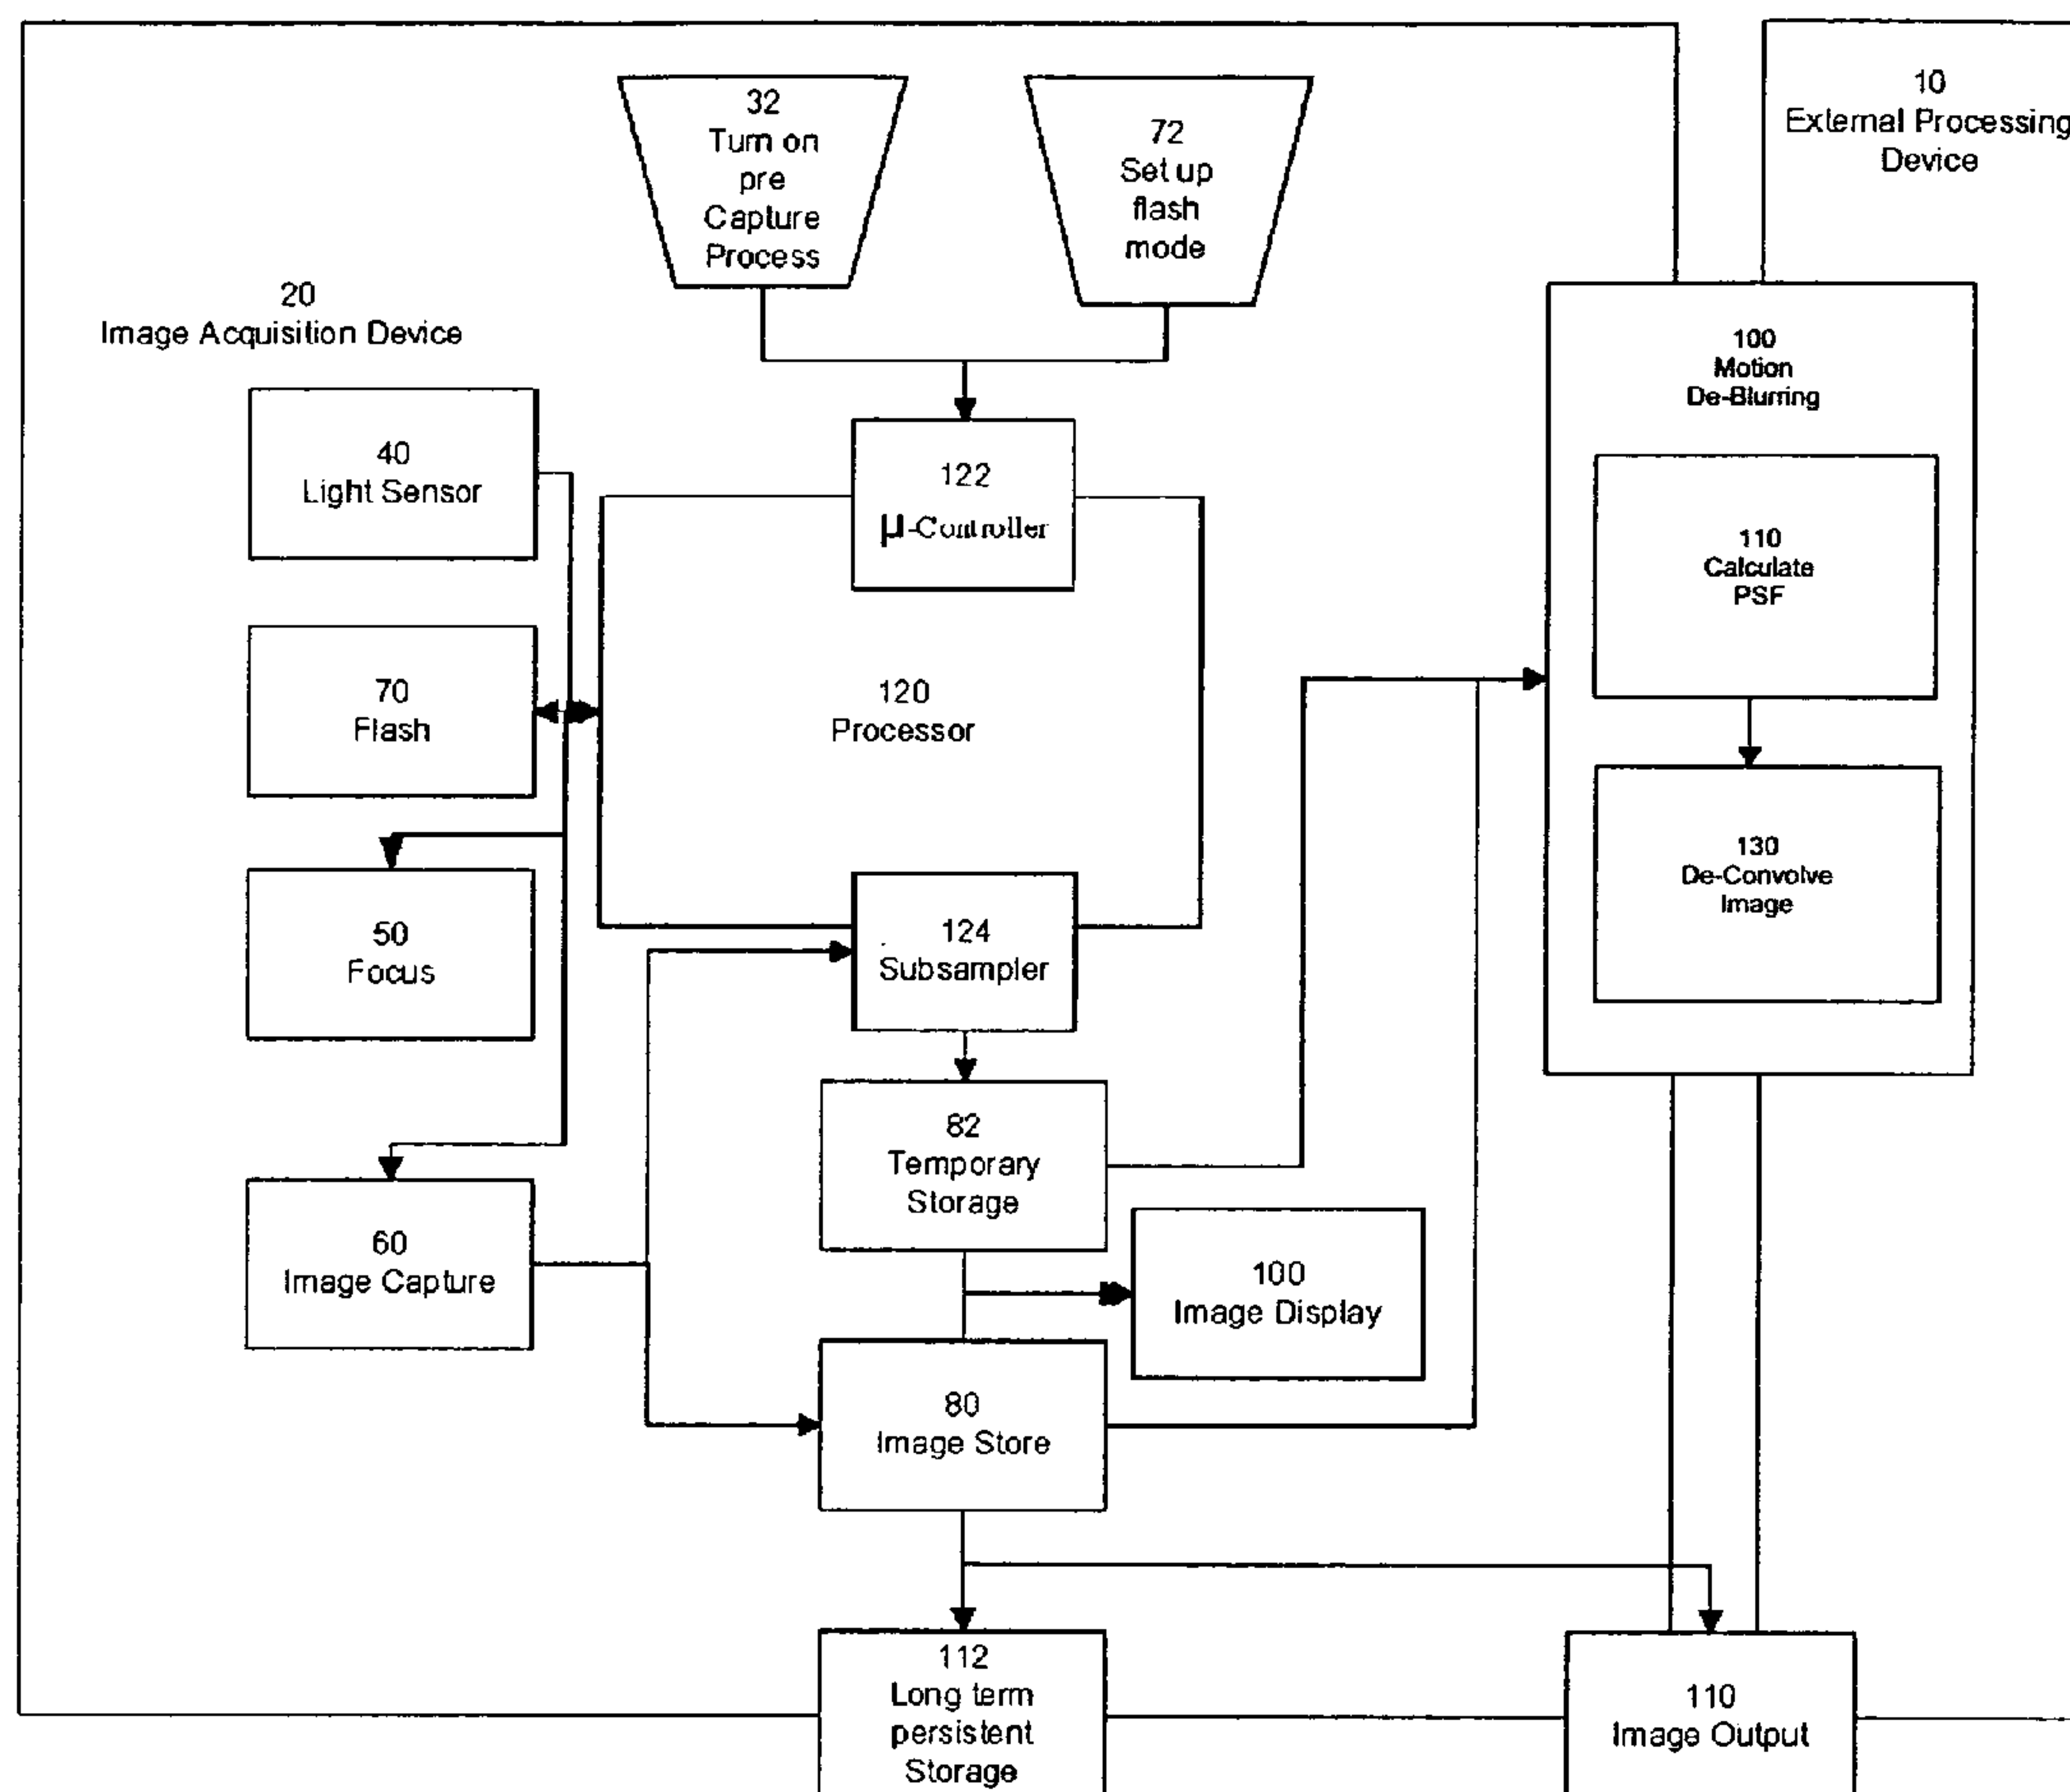 32
Turn on
pre
Capture
Process
72
Set up
flash
mode
10
External Processing
Device
20
Image Acquisition Device
100
Motion
De-Blurring
40
Light Sensor
122
µ-Controller
110
Calculate
PSF
70
Flash
120
Processor
130
De-Convolve
Image
50
Focus
124
Subsampler
82
Temporary
Storage
60
Image Capture
100
Image Display
80
Image Store
112
Long term
persistent
Storage
110
Image Output